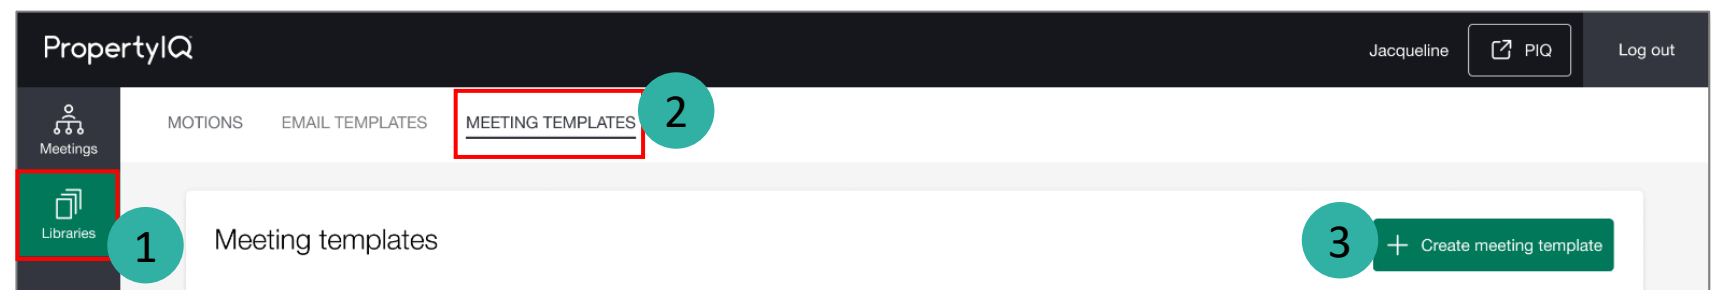 PropertyIQ
Jacqueline
PIQ
Log out
Meetings
MOTIONS
EMAIL TEMPLATES
MEETING TEMPLATES
2
Libraries
1
Meeting templates
3
Create meeting template